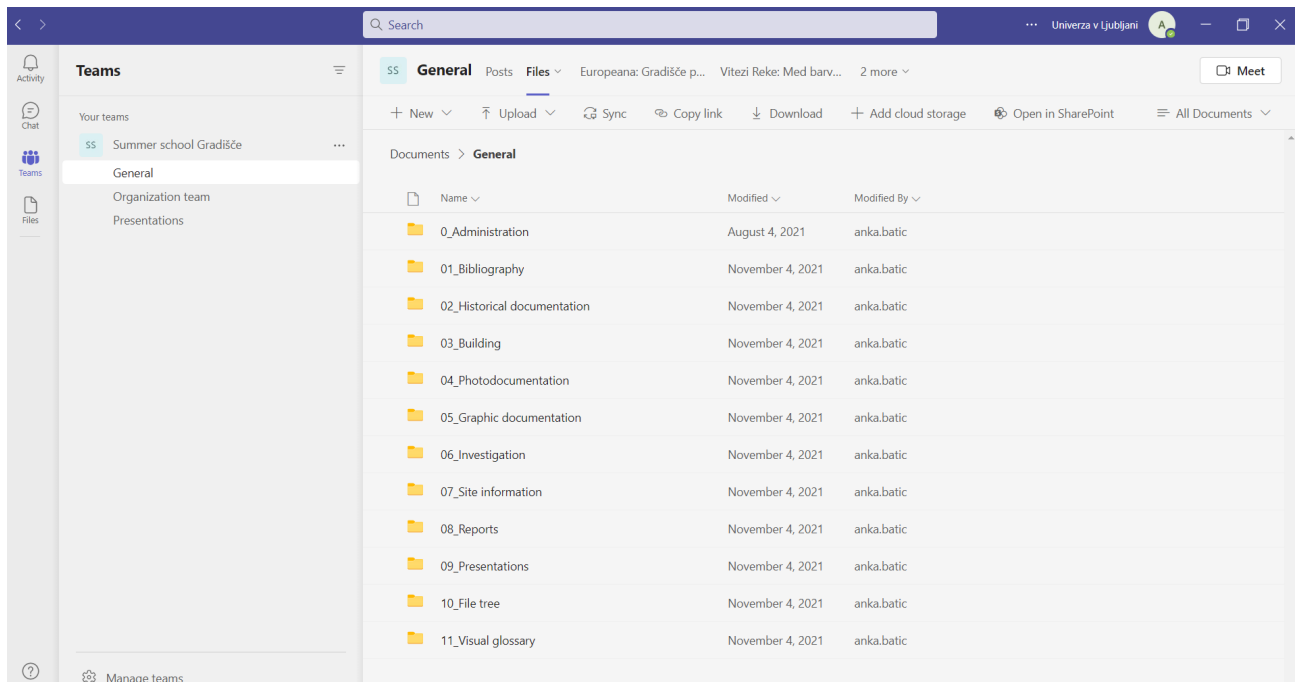 Search
Univerza v Ljubljani
A
Activity
Chat
Teams
Files
Teams
Your teams
SS Summer school Gradišče
General
Organization team
Presentations
Manage teams
SS General Posts Files Europeana: Gradišče p... Vitezi Reke: Med barv... 2 more
Meet
New Upload Sync Copy link Download Add cloud storage Open in SharePoint All Documents
Documents > General
Name Modified Modified By
0_Administration August 4, 2021 anka.batic
01_Bibliography November 4, 2021 anka.batic
02_Historical documentation November 4, 2021 anka.batic
03_Building November 4, 2021 anka.batic
04_Photodocumentation November 4, 2021 anka.batic
05_Graphic documentation November 4, 2021 anka.batic
06_Investigation November 4, 2021 anka.batic
07_Site information November 4, 2021 anka.batic
08_Reports November 4, 2021 anka.batic
09_Presentations November 4, 2021 anka.batic
10_File tree November 4, 2021 anka.batic
11_Visual glossary November 4, 2021 anka.batic